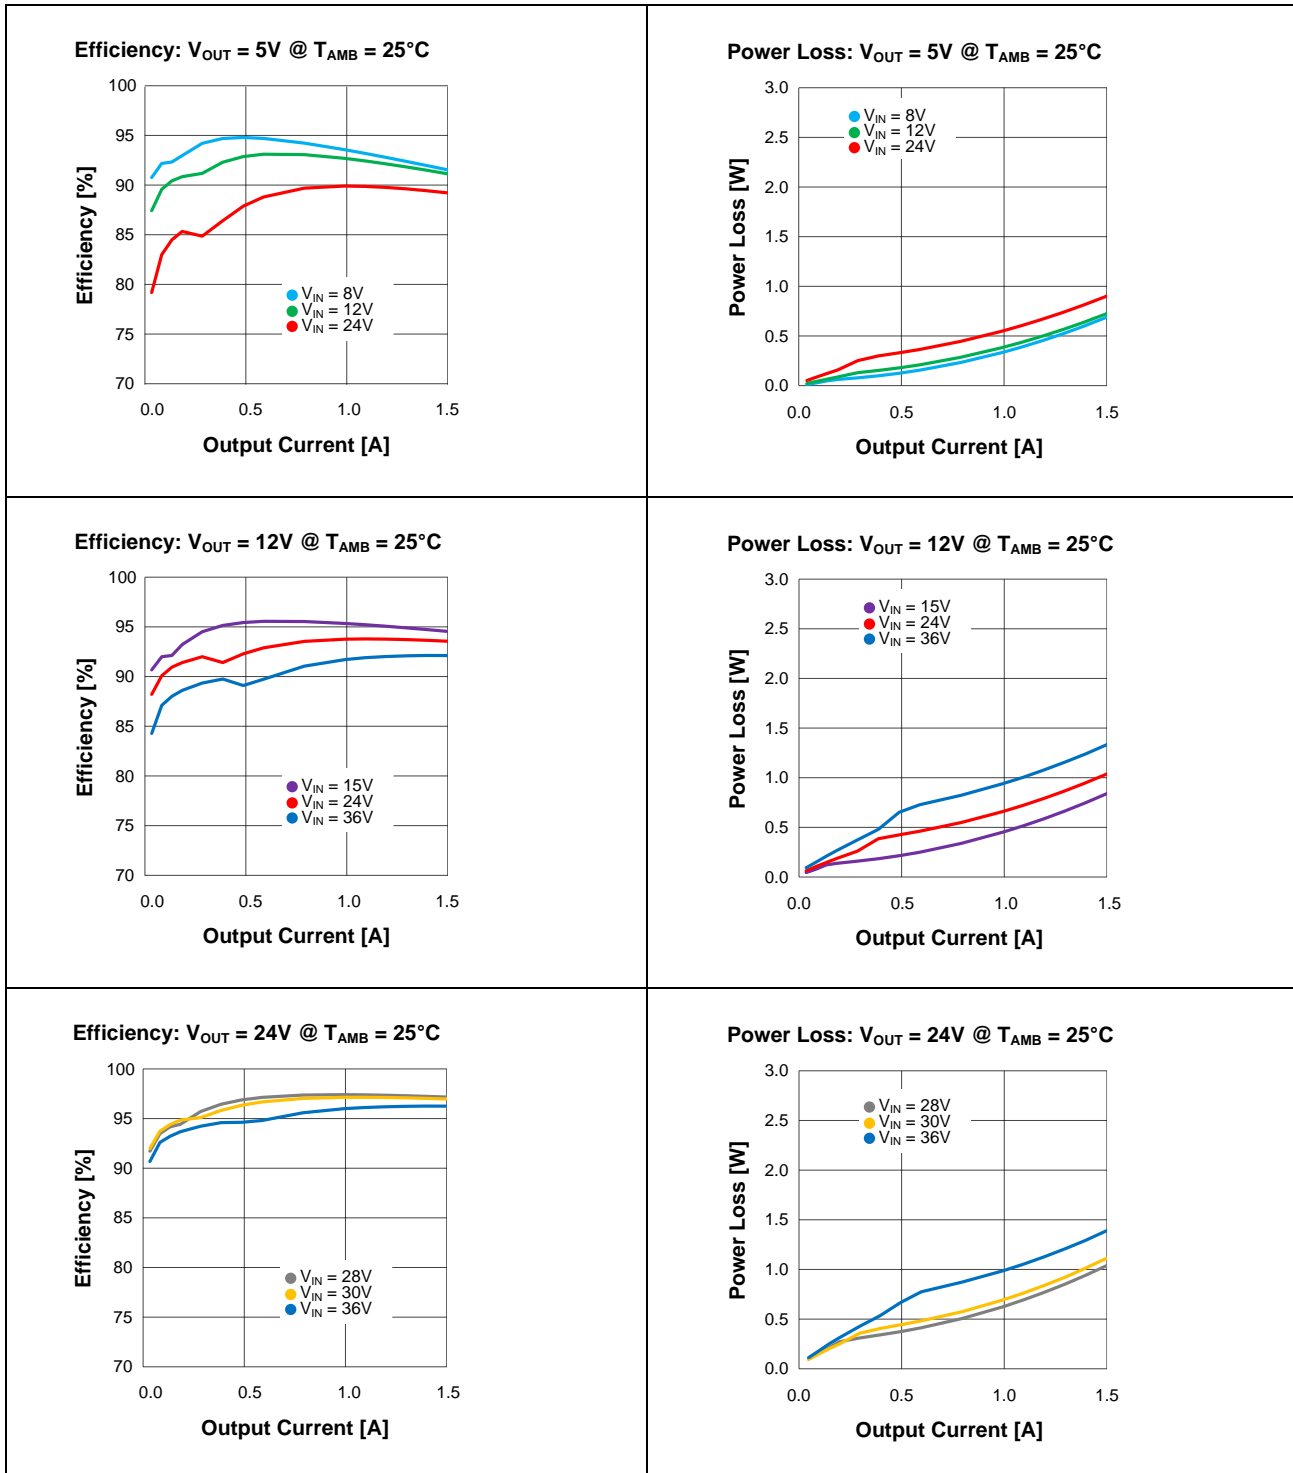 Efficiency: VOUT = 5V @ TAMB = 25°C
100
95
90
85
80
75
70
Efficiency [%]
VIN = 8V
VIN = 12V
VIN = 24V
0.0 0.5 1.0 1.5
Output Current [A]
Power Loss: VOUT = 5V @ TAMB = 25°C
3.0
2.5
2.0
1.5
1.0
0.5
0.0
Power Loss [W]
VIN = 8V
VIN = 12V
VIN = 24V
0.0 0.5 1.0 1.5
Output Current [A]
Efficiency: VOUT = 12V @ TAMB = 25°C
100
95
90
85
80
75
70
Efficiency [%]
VIN = 15V
VIN = 24V
VIN = 36V
0.0 0.5 1.0 1.5
Output Current [A]
Power Loss: VOUT = 12V @ TAMB = 25°C
3.0
2.5
2.0
1.5
1.0
0.5
0.0
Power Loss [W]
VIN = 15V
VIN = 24V
VIN = 36V
0.0 0.5 1.0 1.5
Output Current [A]
Efficiency: VOUT = 24V @ TAMB = 25°C
100
95
90
85
80
75
70
Efficiency [%]
VIN = 28V
VIN = 30V
VIN = 36V
0.0 0.5 1.0 1.5
Output Current [A]
Power Loss: VOUT = 24V @ TAMB = 25°C
3.0
2.5
2.0
1.5
1.0
0.5
0.0
Power Loss [W]
VIN = 28V
VIN = 30V
VIN = 36V
0.0 0.5 1.0 1.5
Output Current [A]